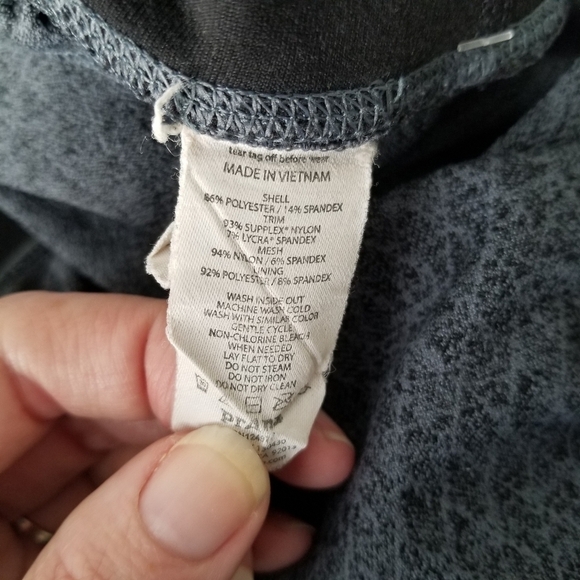 tear tag off before wear
MADE IN VIETNAM
SHELL
86% POLYESTER / 14% SPANDEX
TRIM
93% SUPPLEX* NYLON
7% LYCRA* SPANDEX
MESH
94% NYLON / 6% SPANDEX
LINING
92% POLYESTER / 8% SPANDEX
WASH INSIDE OUT
MACHINE WASH COLD
WASH WITH SIMILAR COLOR
GENTLE CYCLE
NON-CHLORINE BLEACH
WHEN NEEDED
LAY FLAT TO DRY
DO NOT STEAM
DO NOT IRON
DO NOT DRY CLEAN